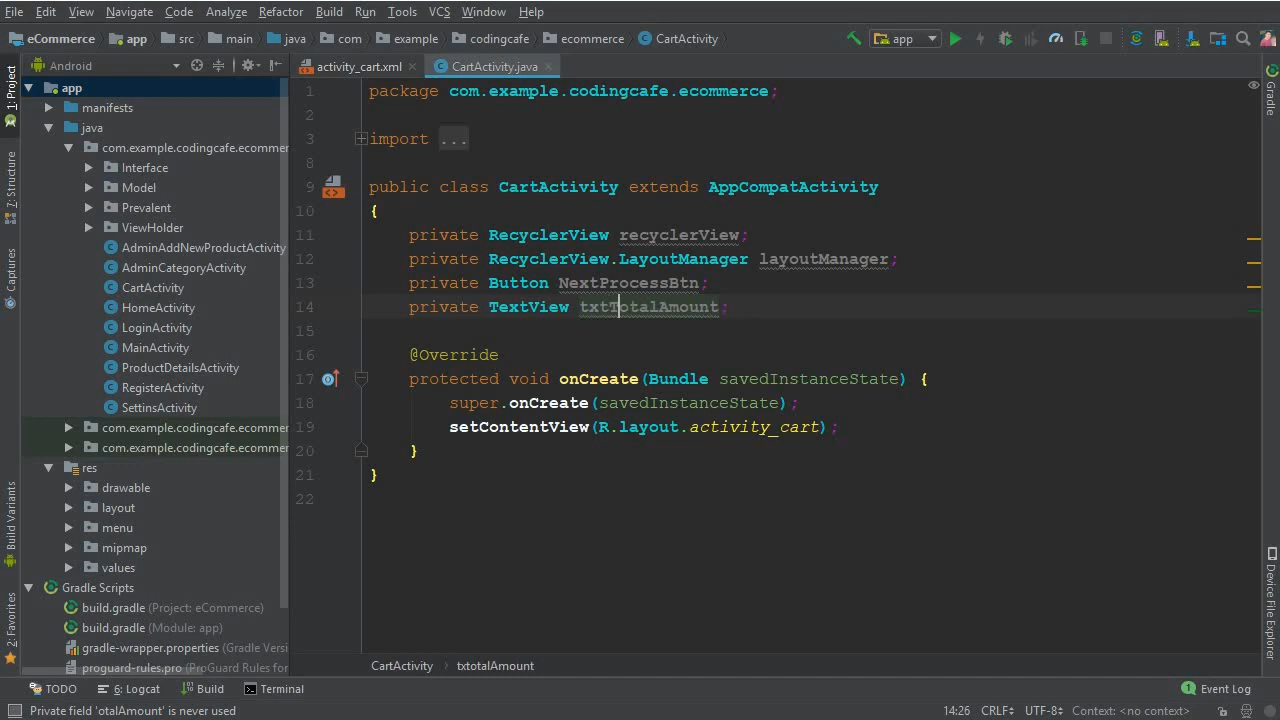 File Edit View Navigate Code Analyze Refactor Build Run Tools VCS Window Help
eCommerce app src main java com example codingcafe ecommerce CartActivity app
Android activity_cart.xml CartActivity.java
1: Project
7: Structure
Captures
Build Variants
2: Favorites
app
manifests
java
com.example.codingcafe.ecommer
Interface
Model
Prevalent
ViewHolder
AdminAddNewProductActivity
AdminCategoryActivity
CartActivity
HomeActivity
LoginActivity
MainActivity
ProductDetailsActivity
RegisterActivity
SettinsActivity
com.example.codingcafe.ecommer
com.example.codingcafe.ecommer
res
drawable
layout
menu
mipmap
values
Gradle Scripts
build.gradle (Project: eCommerce)
build.gradle (Module: app)
gradle-wrapper.properties (Gradle Versi
proguard-rules.pro (ProGuard Rules for
1 package com.example.codingcafe.ecommerce;
2
3 import ...
8
9 public class CartActivity extends AppCompatActivity
10 {
11 private RecyclerView recyclerView;
12 private RecyclerView.LayoutManager layoutManager;
13 private Button NextProcessBtn;
14 private TextView txtTotalAmount;
15
16 @Override
17 protected void onCreate(Bundle savedInstanceState) {
18 super.onCreate(savedInstanceState);
19 setContentView(R.layout.activity_cart);
20 }
21 }
22
CartActivity txtotalAmount
Gradle
Device File Explorer
TODO 6: Logcat Build Terminal 1 Event Log
Private field 'otalAmount' is never used 14:26 CRLF UTF-8 Context: <no context>